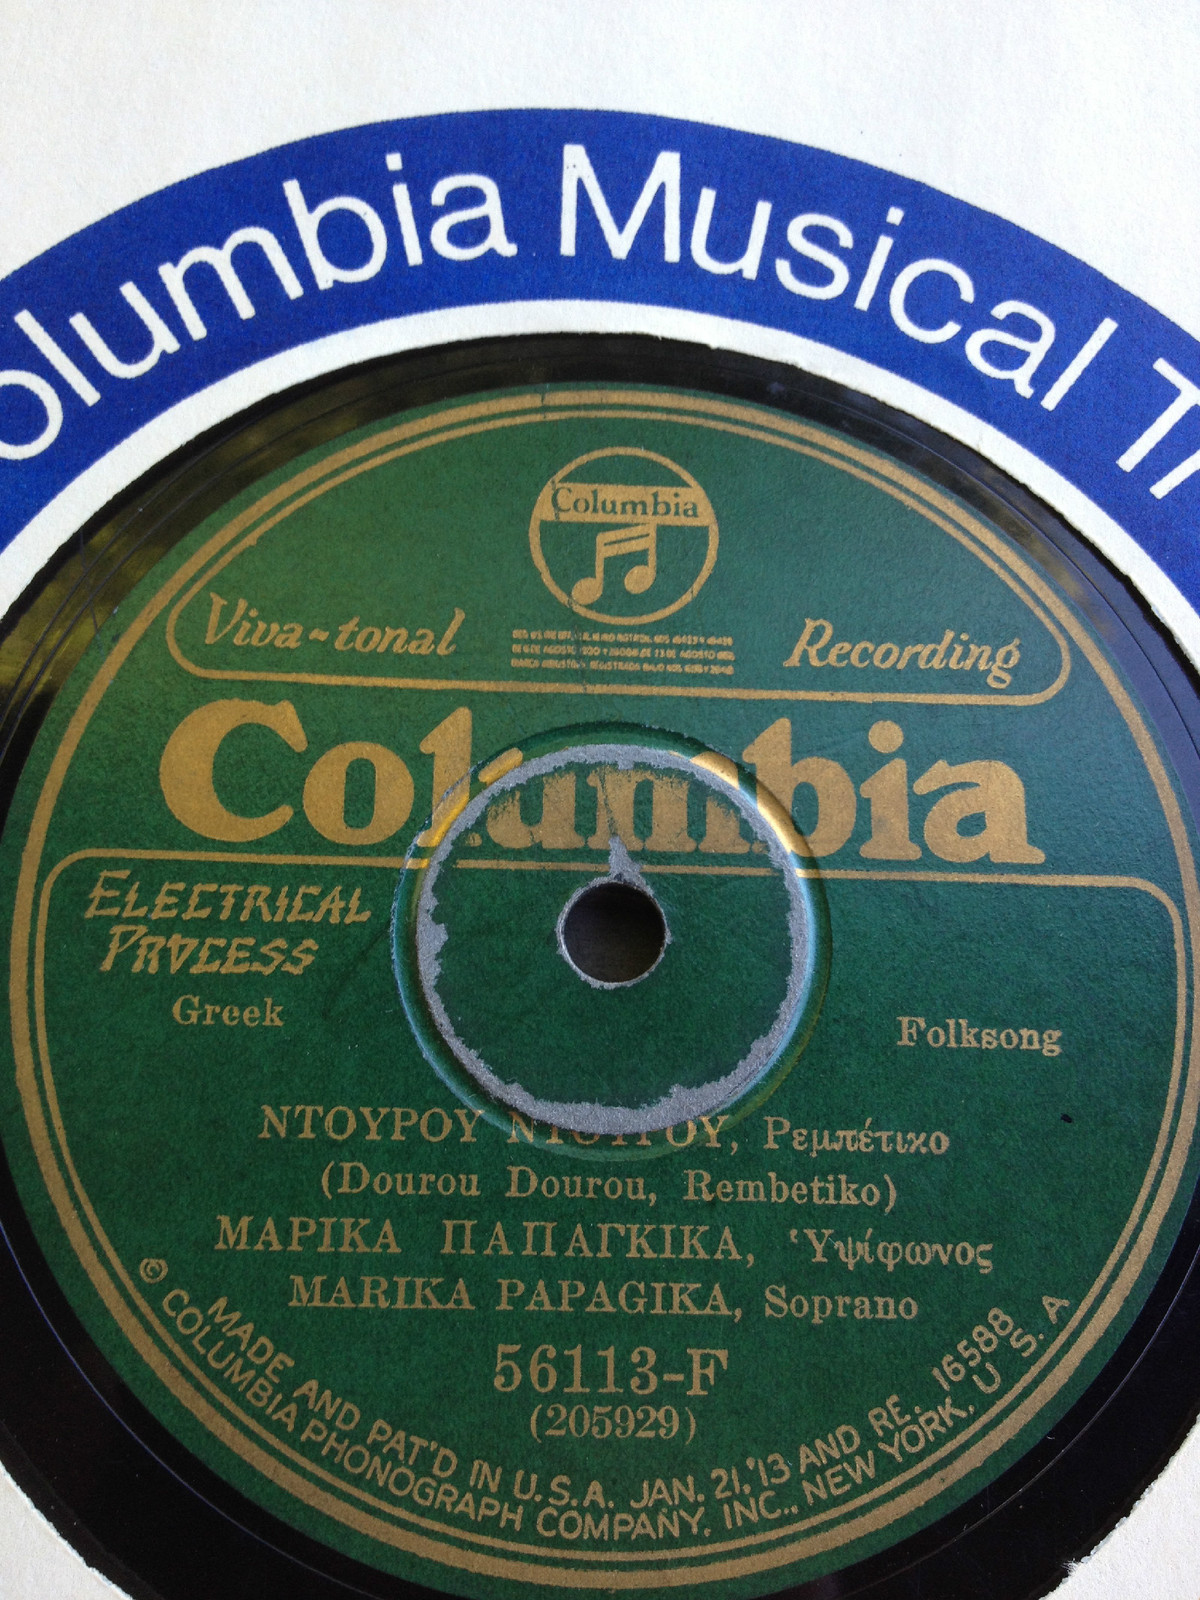 Columbia Musical
Columbia
Viva-tonal Recording
Columbia
ELECTRICAL
PROCESS
Greek
Folksong
ΝΤΟΥΡΟΥ ΝΤΟΥΡΟΥ, Ρεμπέτικο
(Dourou Dourou, Rembetiko)
ΜΑΡΙΚΑ ΠΑΠΑΓΚΙΚΑ, Ὑψίφωνος
MARIKA PAPAGIKA, Soprano
56113-F
(205929)
MADE AND PAT'D IN U.S.A. JAN. 21, '13 AND RE. 16588
© COLUMBIA PHONOGRAPH COMPANY, INC., NEW YORK, U S. A